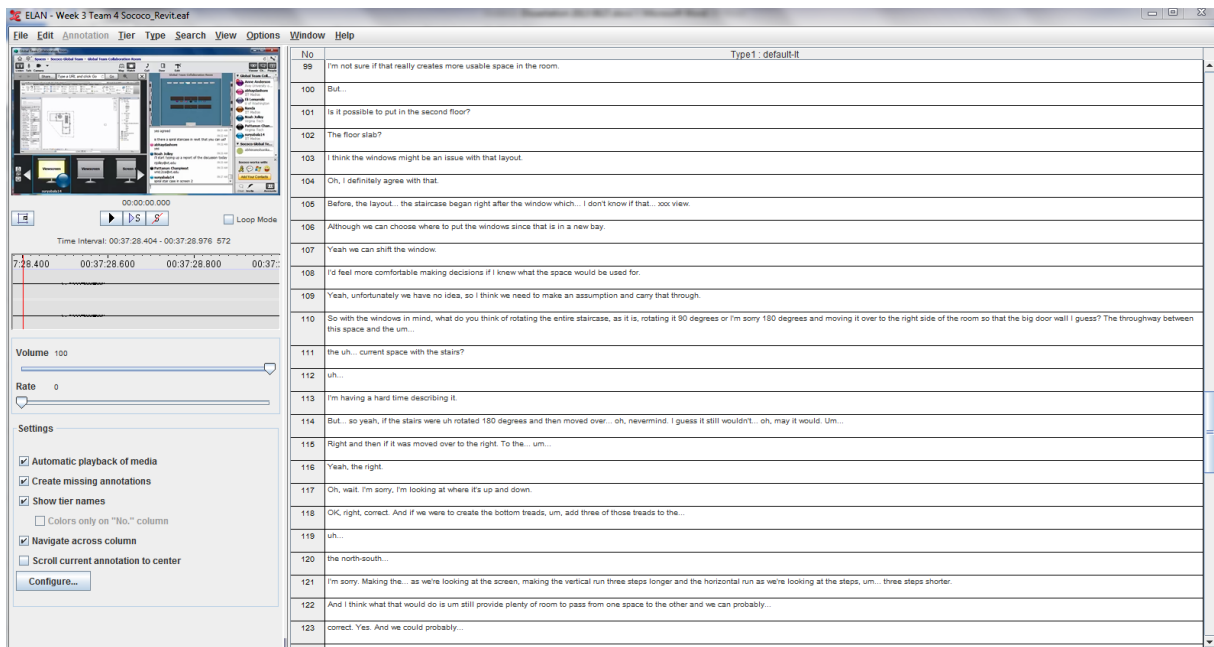 ELAN - Week 3 Team 4 Sococo_Revit.eaf
File Edit Annotation Tier Type Search View Options Window Help
00:00:00.000
Loop Mode
Time Interval: 00:37:28.404 - 00:37:28.976 572
7:28.400 00:37:28.600 00:37:28.800 00:37:
Volume 100
Rate 0
Settings
Automatic playback of media
Create missing annotations
Show tier names
Colors only on "No." column
Navigate across column
Scroll current annotation to center
Configure...
No Type1 : default-lt
99 I'm not sure if that really creates more usable space in the room.
100 But...
101 Is it possible to put in the second floor?
102 The floor slab?
103 I think the windows might be an issue with that layout.
104 Oh, I definitely agree with that.
105 Before, the layout... the staircase began right after the window which... I don't know if that... xxx view.
106 Although we can choose where to put the windows since that is in a new bay.
107 Yeah we can shift the window.
108 I'd feel more comfortable making decisions if I knew what the space would be used for.
109 Yeah, unfortunately we have no idea, so I think we need to make an assumption and carry that through.
110 So with the windows in mind, what do you think of rotating the entire staircase, as it is, rotating it 90 degrees or I'm sorry 180 degrees and moving it over to the right side of the room so that the big door wall I guess? The throughway between
this space and the um...
111 the uh... current space with the stairs?
112 uh...
113 I'm having a hard time describing it.
114 But... so yeah, if the stairs were uh rotated 180 degrees and then moved over... oh, nevermind. I guess it still wouldn't... oh, may it would. Um...
115 Right and then if it was moved over to the right. To the... um...
116 Yeah, the right.
117 Oh, wait. I'm sorry, I'm looking at where it's up and down.
118 OK, right, correct. And if we were to create the bottom treads, um, add three of those treads to the...
119 uh...
120 the north-south...
121 I'm sorry. Making the... as we're looking at the screen, making the vertical run three steps longer and the horizontal run as we're looking at the steps, um... three steps shorter.
122 And I think what that would do is um still provide plenty of room to pass from one space to the other and we can probably...
123 correct. Yes. And we could probably...